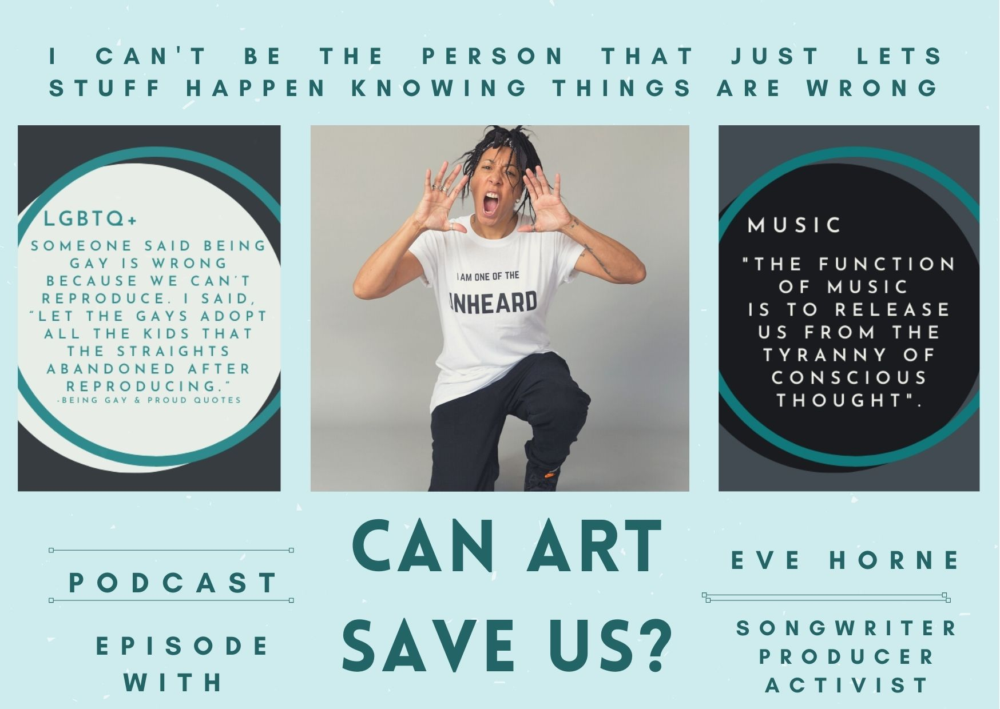 I CAN'T BE THE PERSON THAT JUST LETS
STUFF HAPPEN KNOWING THINGS ARE WRONG
LGBTQ+
SOMEONE SAID BEING
GAY IS WRONG
BECAUSE WE CAN'T
REPRODUCE. I SAID,
“LET THE GAYS ADOPT
ALL THE KIDS THAT
THE STRAIGHTS
ABANDONED AFTER
REPRODUCING.”
-BEING GAY & PROUD QUOTES
I AM ONE OF THE
UNHEARD
MUSIC
"THE FUNCTION
OF MUSIC
IS TO RELEASE
US FROM THE
TYRANNY OF
CONSCIOUS
THOUGHT".
PODCAST
EPISODE
WITH
CAN ART
SAVE US?
EVE HORNE
SONGWRITER
PRODUCER
ACTIVIST